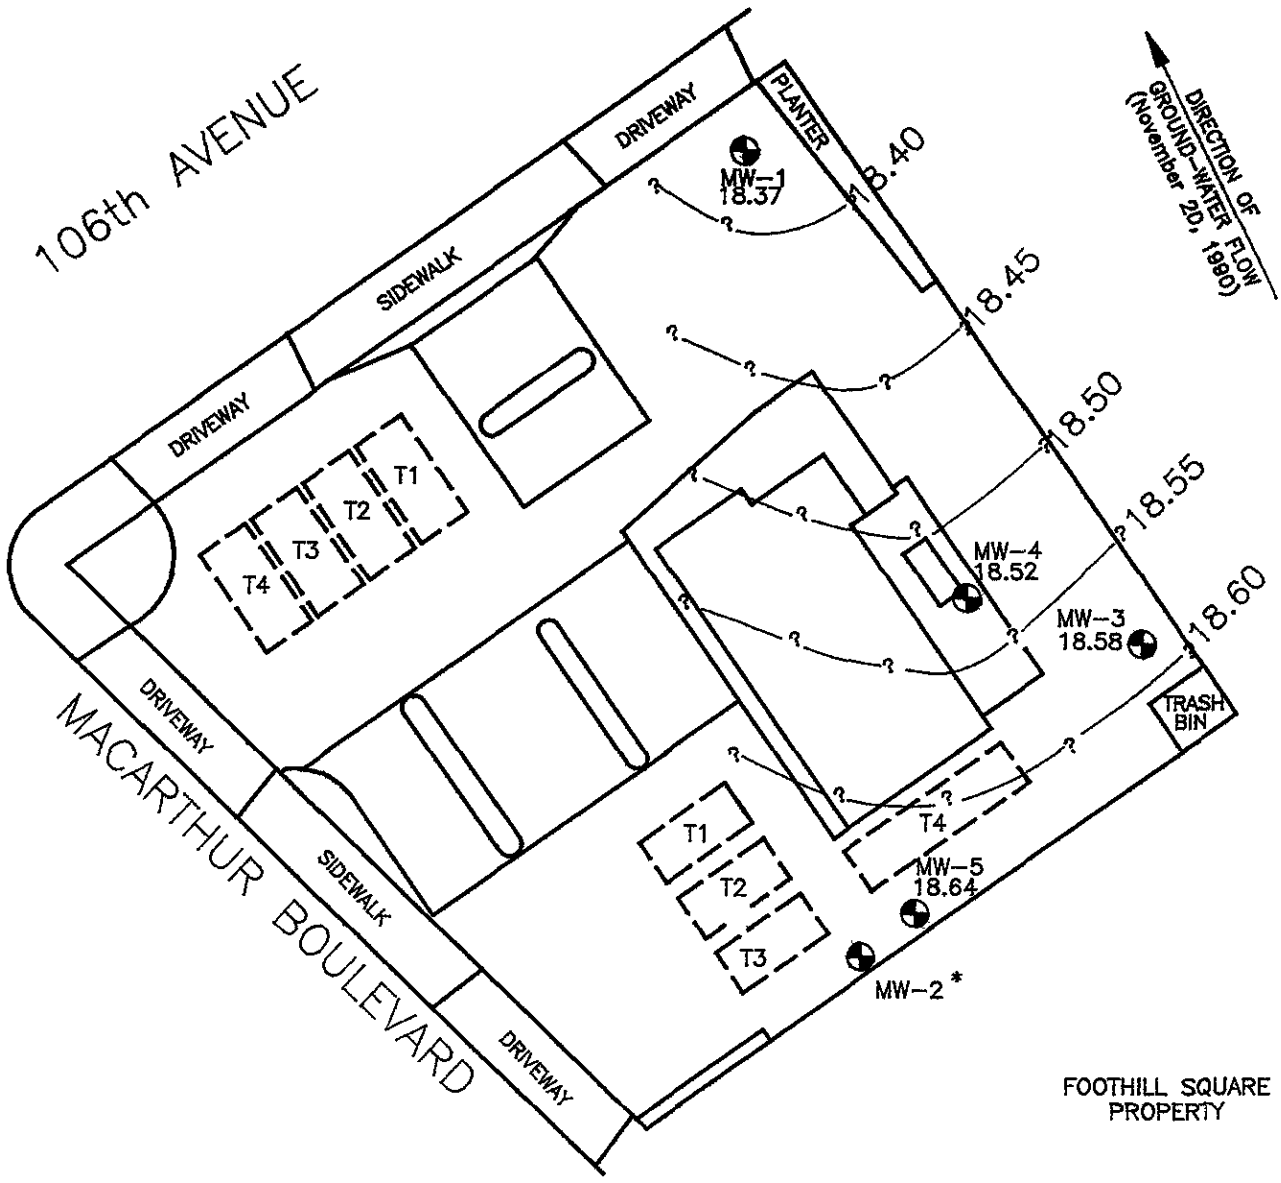 106th AVENUE
DRIVEWAY
PLANTER
MW-1
18.37
18.40
DIRECTION OF
GROUND-WATER FLOW
(November 20, 1990)
SIDEWALK
18.45
DRIVEWAY
18.50
T1
T2
T3
T4
18.55
MW-4
18.52
MW-3
18.58
18.60
TRASH
BIN
DRIVEWAY
MACARTHUR BOULEVARD
SIDEWALK
T1
T2
T3
T4
MW-5
18.64
MW-2 *
DRIVEWAY
FOOTHILL SQUARE
PROPERTY
? ? ?
? ? ? ?
? ? ? ?
? ? ? ? ?
? ? ? ? ?